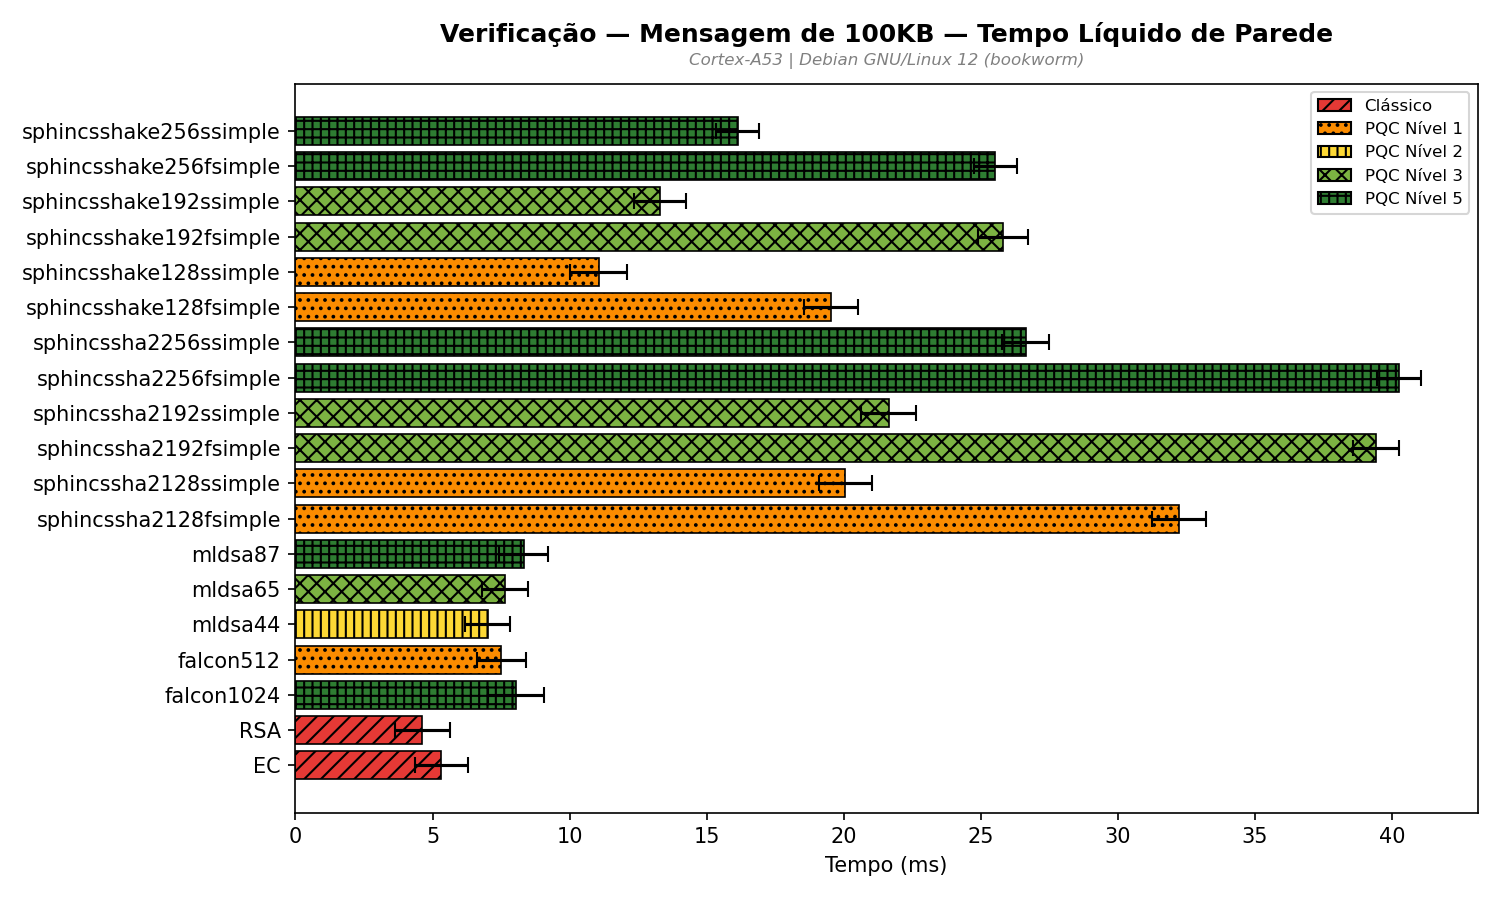 Verificação — Mensagem de 100KB — Tempo Líquido de Parede
Cortex-A53 | Debian GNU/Linux 12 (bookworm)
Clássico
PQC Nível 1
PQC Nível 2
PQC Nível 3
PQC Nível 5
sphincsshake256ssimple
sphincsshake256fsimple
sphincsshake192ssimple
sphincsshake192fsimple
sphincsshake128ssimple
sphincsshake128fsimple
sphincssha2256ssimple
sphincssha2256fsimple
sphincssha2192ssimple
sphincssha2192fsimple
sphincssha2128ssimple
sphincssha2128fsimple
mldsa87
mldsa65
mldsa44
falcon512
falcon1024
RSA
EC
0 5 10 15 20 25 30 35 40
Tempo (ms)